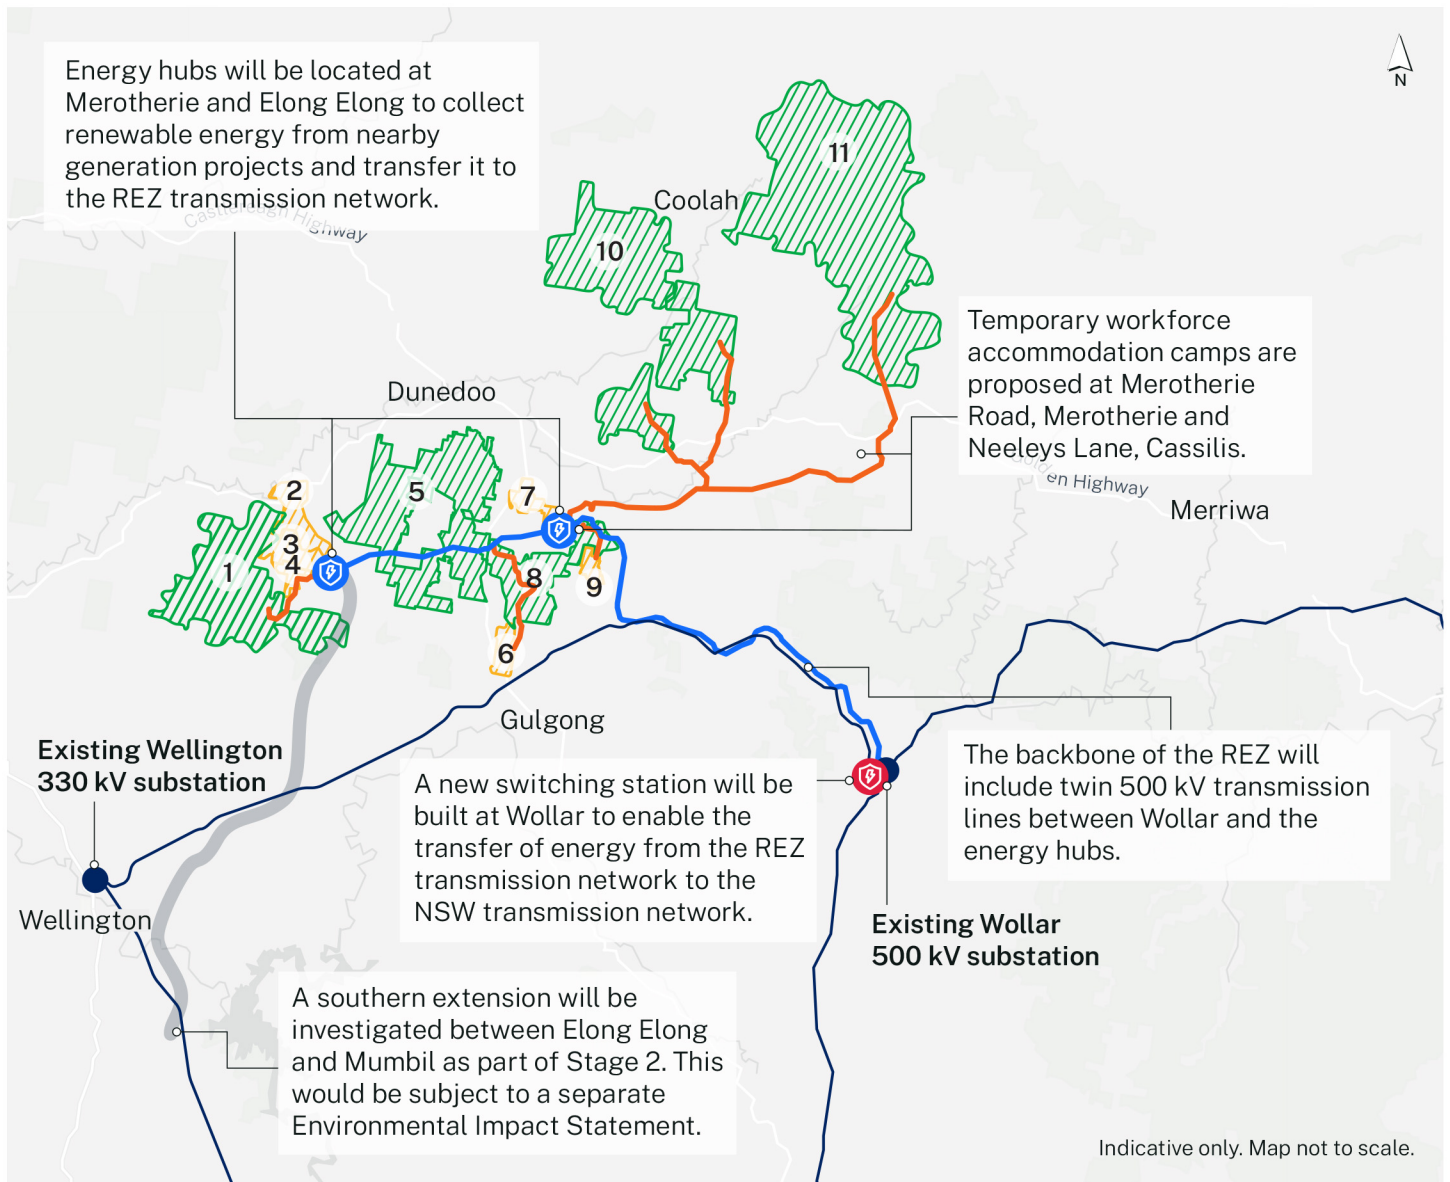 Energy hubs will be located at
Merotherie and Elong Elong to collect
renewable energy from nearby
generation projects and transfer it to
the REZ transmission network.
Castlereagh Highway
N
11
Coolah
10
Temporary workforce
accommodation camps are
proposed at Merotherie
Road, Merotherie and
Neeleys Lane, Cassilis.
Golden Highway
Dunedoo
Merriwa
2
5
7
3
4
1
8
9
6
Gulgong
Existing Wellington
330 kV substation
Wellington
A new switching station will be
built at Wollar to enable the
transfer of energy from the REZ
transmission network to the
NSW transmission network.
The backbone of the REZ will
include twin 500 kV transmission
lines between Wollar and the
energy hubs.
Existing Wollar
500 kV substation
A southern extension will be
investigated between Elong Elong
and Mumbil as part of Stage 2. This
would be subject to a separate
Environmental Impact Statement.
Indicative only. Map not to scale.